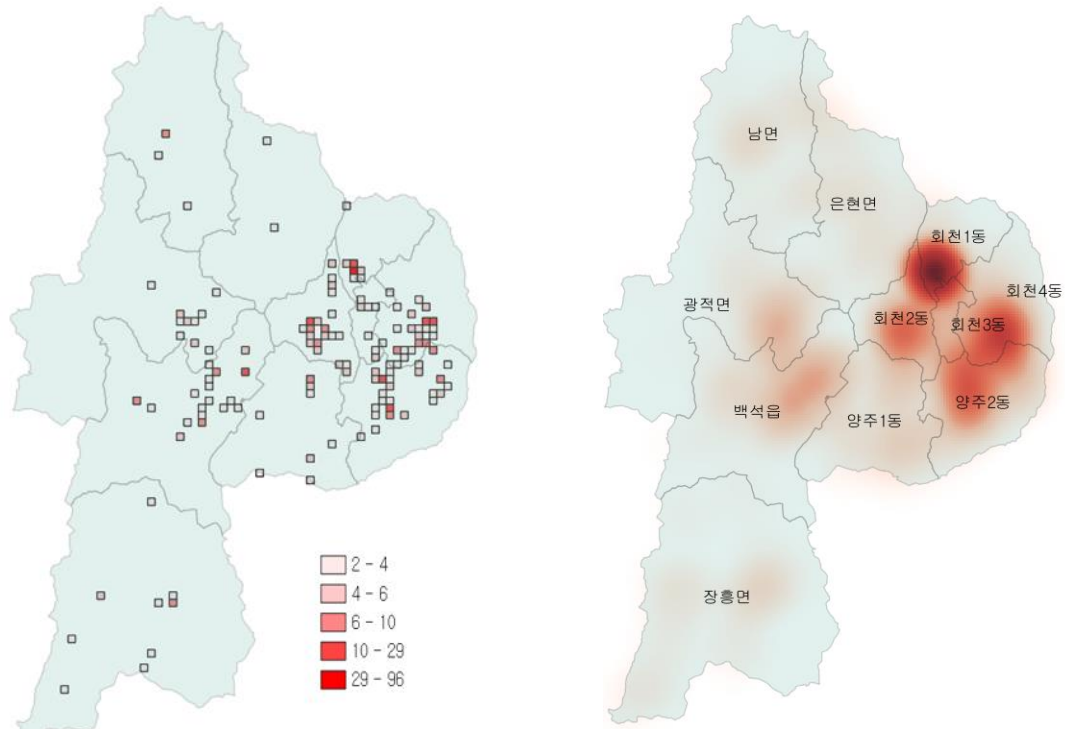 2 - 4
4 - 6
6 - 10
10 - 29
29 - 96
남면
은현면
회천1동
회천4동
광적면
회천2동
회천3동
백석읍
양주1동
양주2동
장흥면